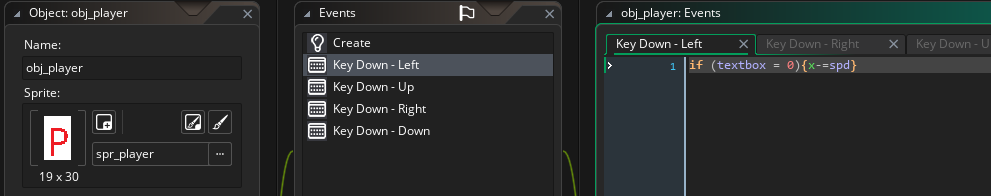 Object: obj_player
Name:
obj_player
Sprite:
P
spr_player
...
19 x 30
Events
Create
Key Down - Left
Key Down - Up
Key Down - Right
Key Down - Down
obj_player: Events
Key Down - Left
Key Down - Right
Key Down - U
1
if (textbox = 0){x-=spd}